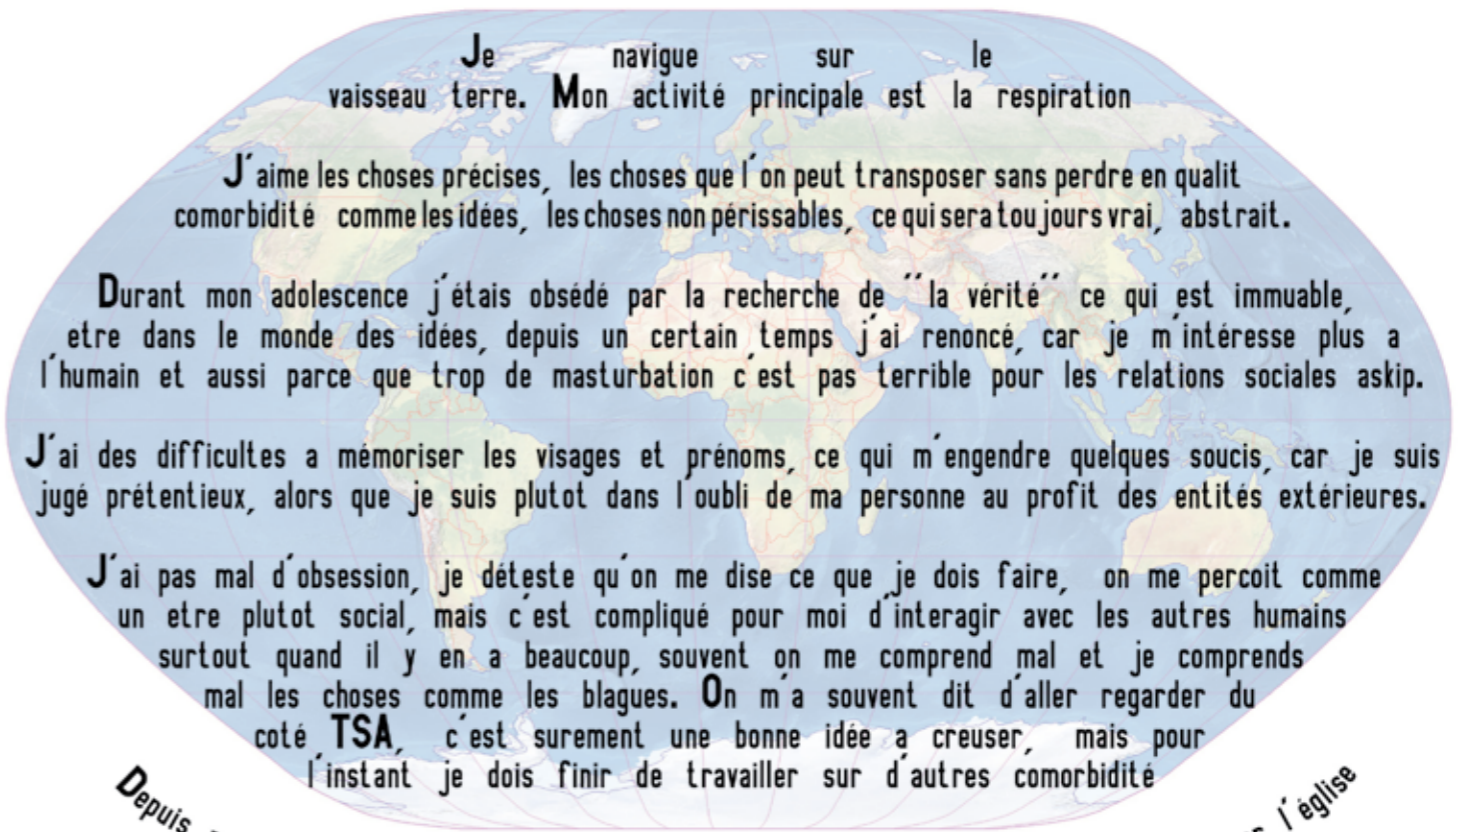 Je navigue sur le
vaisseau terre. Mon activité principale est la respiration
J'aime les choses précises, les choses que l'on peut transposer sans perdre en qualit
comorbidité comme les idées, les choses non périssables, ce qui sera toujours vrai, abstrait.
Durant mon adolescence j'étais obsédé par la recherche de "la vérité" ce qui est immuable,
etre dans le monde des idées, depuis un certain temps j'ai renoncé, car je m'intéresse plus a
l'humain et aussi parce que trop de masturbation c'est pas terrible pour les relations sociales askip.
J'ai des difficultes a mémoriser les visages et prénoms, ce qui m'engendre quelques soucis, car je suis
jugé prétentieux, alors que je suis plutot dans l'oubli de ma personne au profit des entités extérieures.
J'ai pas mal d'obsession, je déteste qu'on me dise ce que je dois faire, on me percoit comme
un etre plutot social, mais c'est compliqué pour moi d'interagir avec les autres humains
surtout quand il y en a beaucoup, souvent on me comprend mal et je comprends
mal les choses comme les blagues. On m'a souvent dit d'aller regarder du
coté TSA, c'est surement une bonne idée a creuser, mais pour
l'instant je dois finir de travailler sur d'autres comorbidité
Depuis
l'église